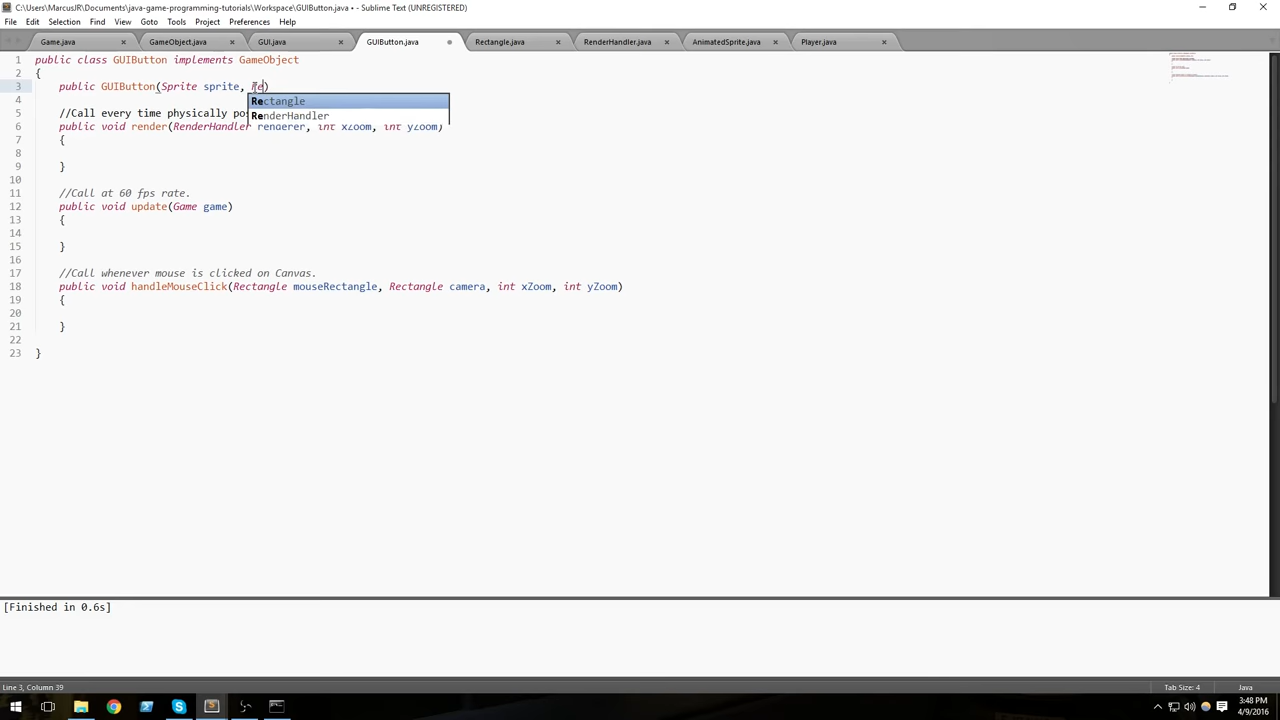 C:\Users\MarcusJR\Documents\java-game-programming-tutorials\Workspace\GUIButton.java • - Sublime Text (UNREGISTERED)
File Edit Selection Find View Goto Tools Project Preferences Help
Game.java × GameObject.java × GUI.java × GUIButton.java Rectangle.java × RenderHandler.java × AnimatedSprite.java × Player.java ×
1 public class GUIButton implements GameObject
2 {
3 public GUIButton(Sprite sprite, re)
Rectangle
4
5 //Call every time physically po
RenderHandler
6 public void render(RenderHandler renderer, int xZoom, int yZoom)
7 {
8
9 }
10
11 //Call at 60 fps rate.
12 public void update(Game game)
13 {
14
15 }
16
17 //Call whenever mouse is clicked on Canvas.
18 public void handleMouseClick(Rectangle mouseRectangle, Rectangle camera, int xZoom, int yZoom)
19 {
20
21 }
22
23 }
[Finished in 0.6s]
Line 3, Column 39 Tab Size: 4 Java
3:48 PM
4/9/2016